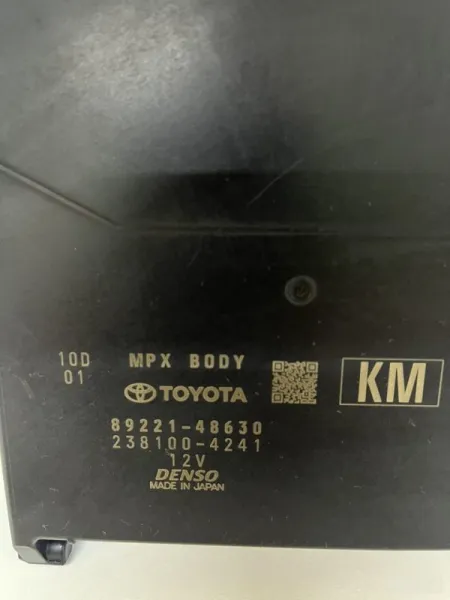 10D MPX BODY
01 TOYOTA
KM
89221-48630
238100-4241
12V
DENSO
MADE IN JAPAN